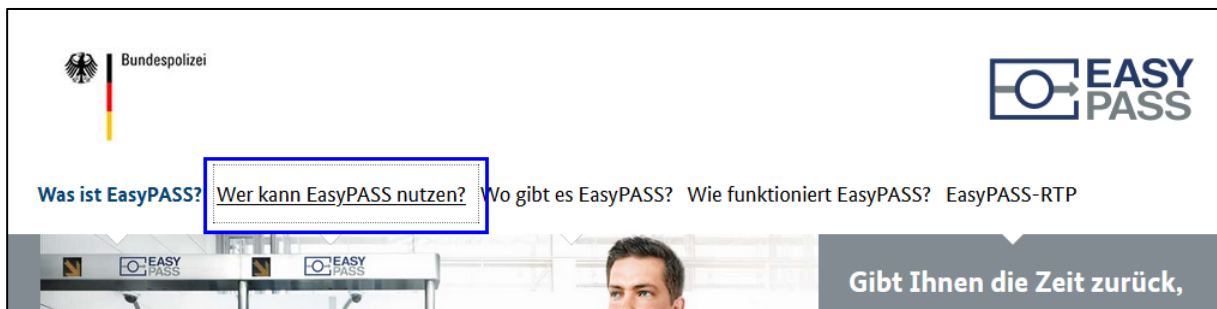 Bundespolizei
EASY
PASS
Was ist EasyPASS? Wer kann EasyPASS nutzen? Wo gibt es EasyPASS? Wie funktioniert EasyPASS? EasyPASS-RTP
EASY
PASS
EASY
PASS
Gibt Ihnen die Zeit zurück,